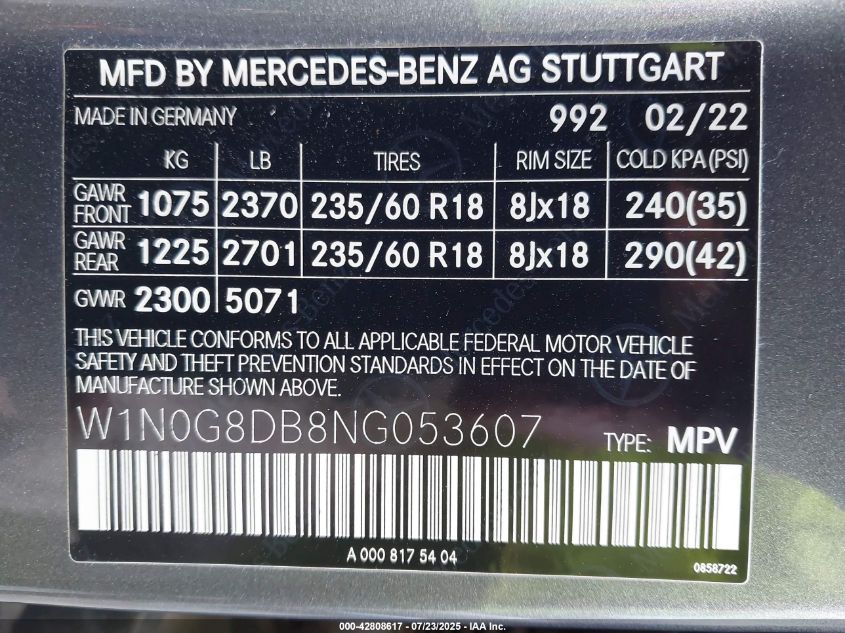 MFD BY MERCEDES-BENZ AG STUTTGART
MADE IN GERMANY 992 02/22
KG LB TIRES RIM SIZE COLD KPA(PSI)
GAWR FRONT 1075 2370 235/60 R18 8Jx18 240(35)
GAWR REAR 1225 2701 235/60 R18 8Jx18 290(42)
GVWR 2300 5071
THIS VEHICLE CONFORMS TO ALL APPLICABLE FEDERAL MOTOR VEHICLE
SAFETY AND THEFT PREVENTION STANDARDS IN EFFECT ON THE DATE OF
MANUFACTURE SHOWN ABOVE.
W1N0G8DB8NG053607 TYPE: MPV
A 000 817 54 04
0858722
000-42808617 - 07/23/2025 - IAA Inc.